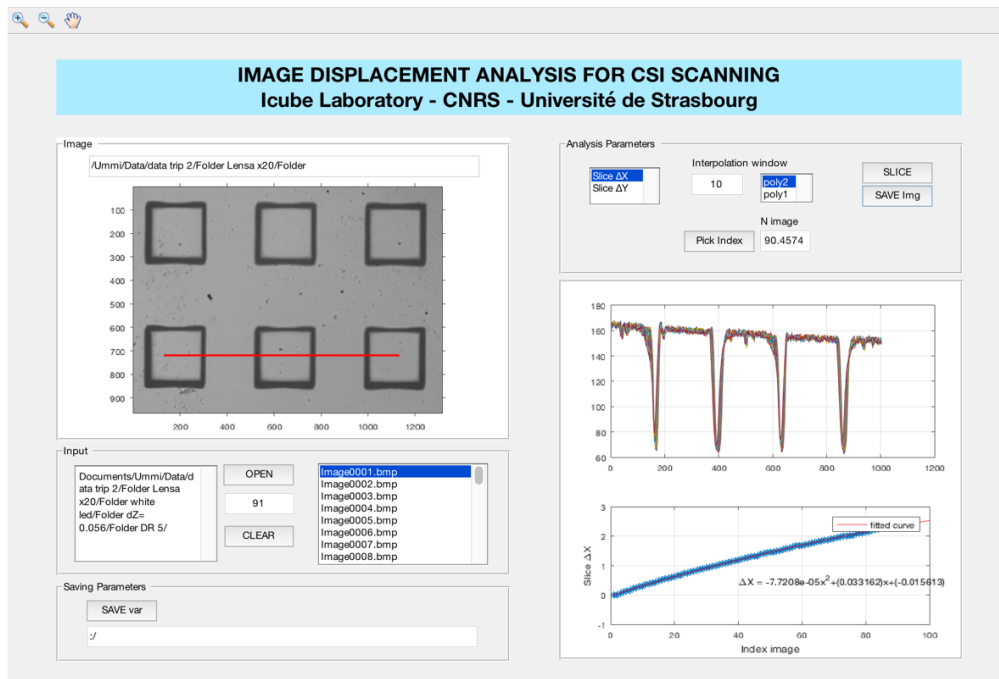 IMAGE DISPLACEMENT ANALYSIS FOR CSI SCANNING
Icube Laboratory - CNRS - Université de Strasbourg
Image
/Ummi/Data/data trip 2/Folder Lensa x20/Folder
100
200
300
400
500
600
700
800
900
200
400
600
800
1000
1200
Input
Documents/Ummi/Data/d
ata trip 2/Folder Lensa
x20/Folder white
led/Folder dZ=
0.056/Folder DR 5/
OPEN
91
CLEAR
Image0001.bmp
Image0002.bmp
Image0003.bmp
Image0004.bmp
Image0005.bmp
Image0006.bmp
Image0007.bmp
Image0008.bmp
Saving Parameters
SAVE var
:/
Analysis Parameters
Slice ΔX
Slice ΔY
Interpolation window
10
poly2
poly1
SLICE
SAVE Img
N image
Pick Index
90.4574
180
160
140
120
100
80
60
0
200
400
600
800
1000
1200
3
2
1
0
-1
Slice ΔX
fitted curve
ΔX = -7.7208e-05x²+(0.033162)x+(-0.015613)
0
20
40
60
80
100
Index image